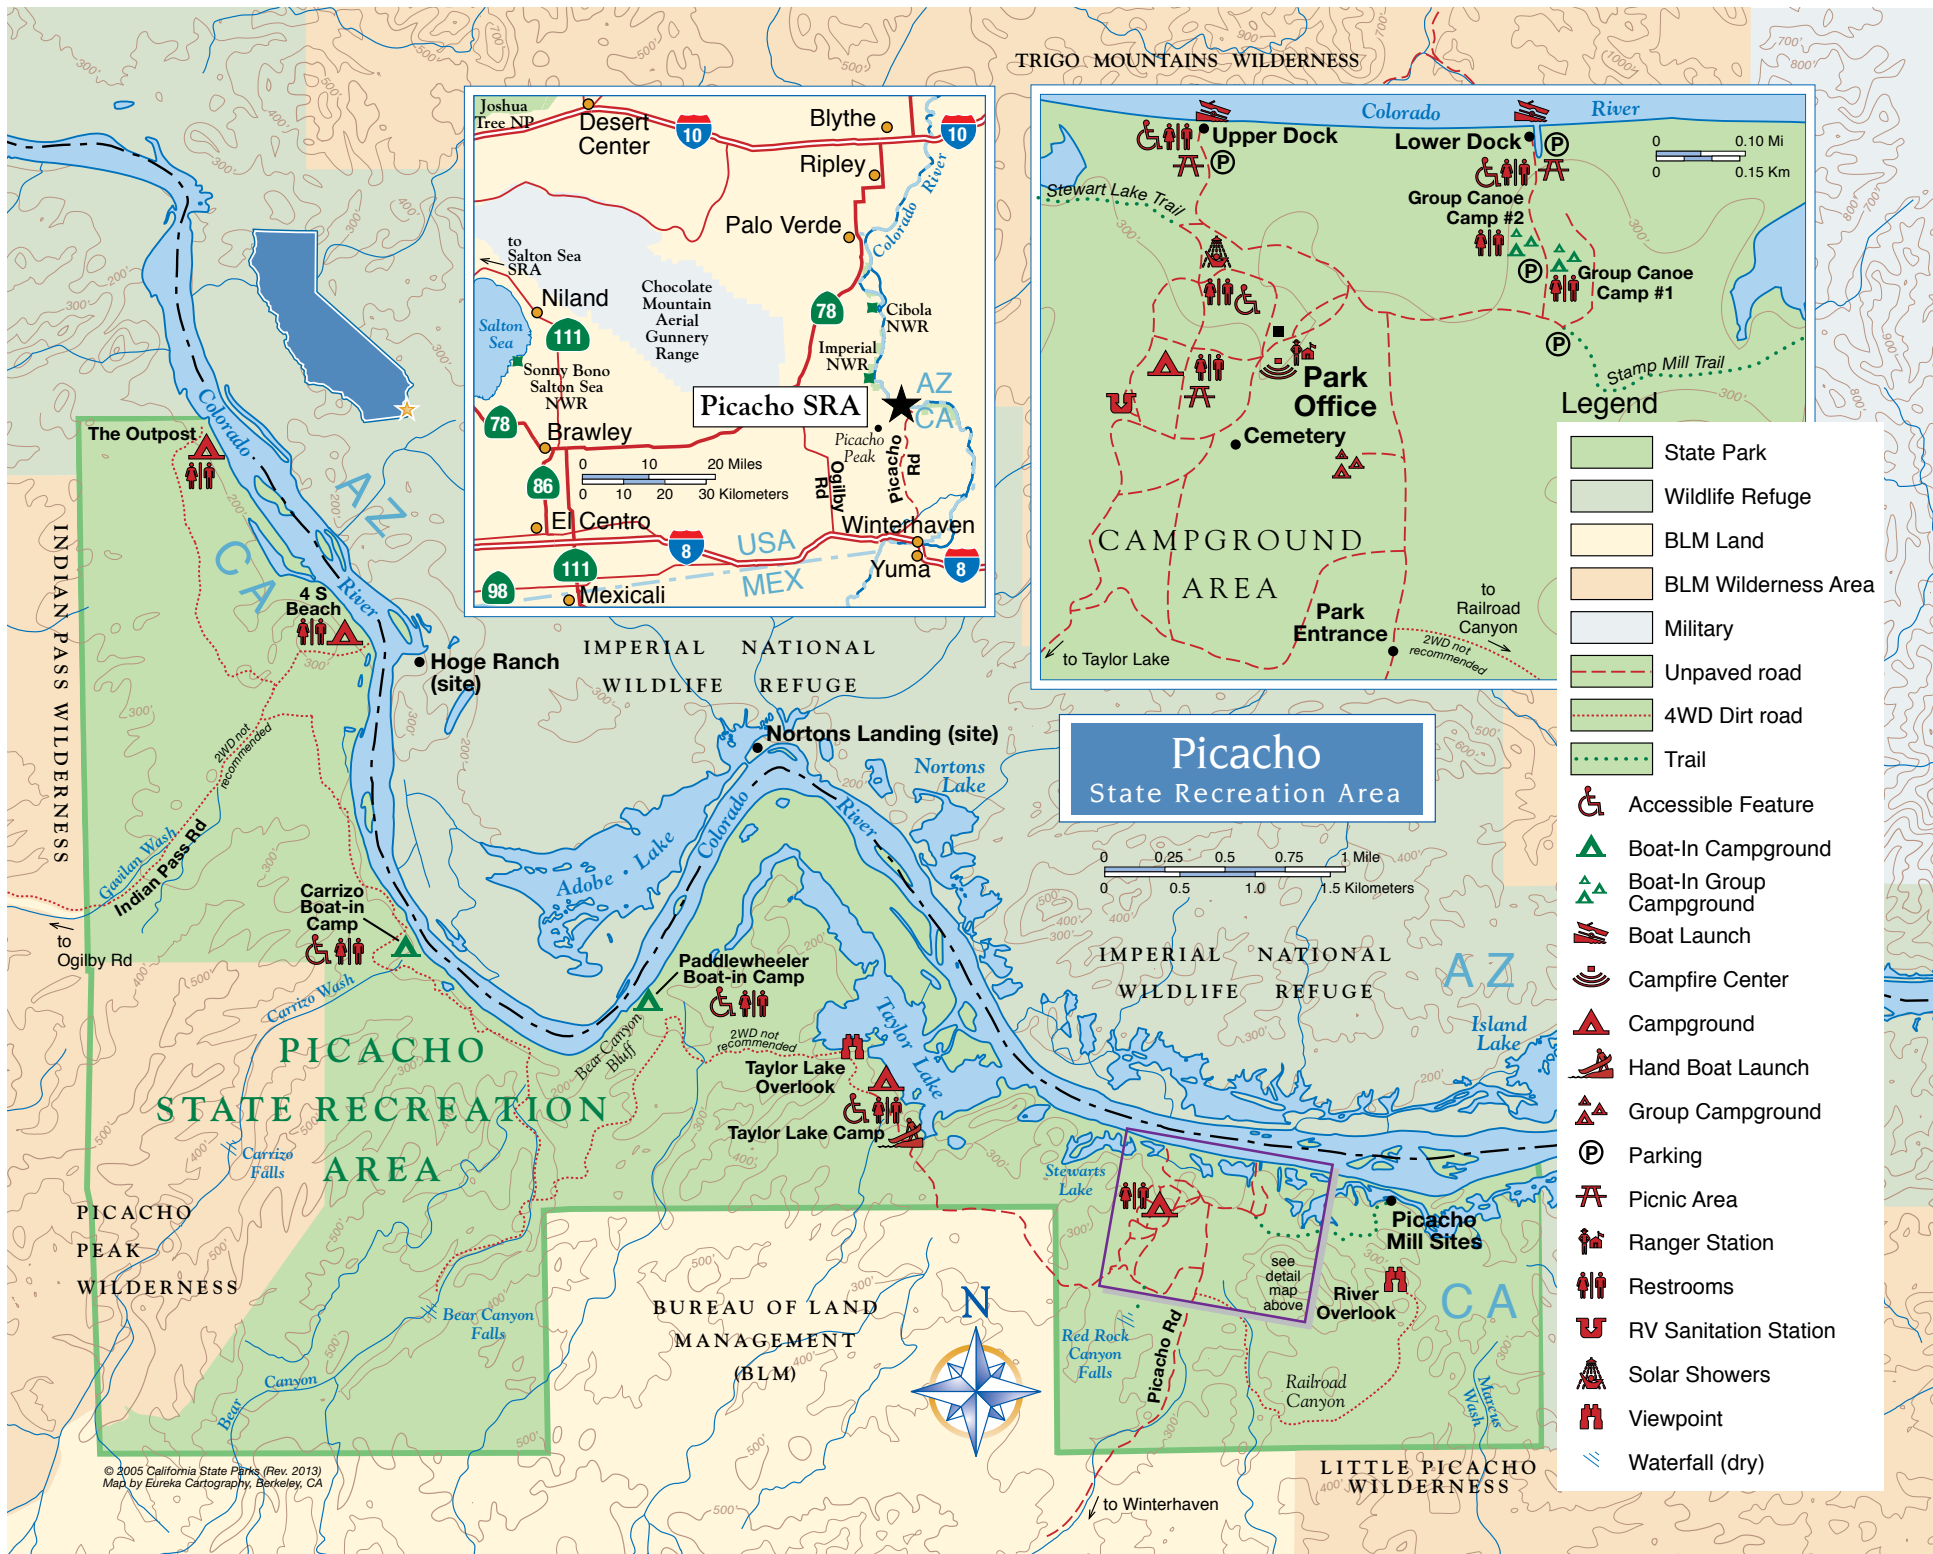 TRIGO MOUNTAINS WILDERNESS
Joshua
Tree NP
Desert
Center
10
Blythe
10
Ripley
Palo Verde
Colorado River
to
Salton Sea
SRA
Niland
111
Salton
Sea
Chocolate
Mountain
Aerial
Gunnery
Range
78
Cibola
NWR
Imperial
NWR
Sonny Bono
Salton Sea
NWR
AZ
CA
Picacho SRA
78
Brawley
Picacho
Peak
0 10 20 Miles
0 10 20 30 Kilometers
86
Ogilby
Rd
Picacho
Rd
El Centro
Winterhaven
8
USA
MEX
111
Yuma
8
98
Mexicali
Colorado River
Upper Dock
Lower Dock
P
P
0 0.10 Mi
0 0.15 Km
Stewart Lake Trail
Group Canoe
Camp #2
P
Group Canoe
Camp #1
P
300'
300'
Stamp Mill Trail
300'
Park
Office
Cemetery
CAMPGROUND
AREA
Park
Entrance
to
Railroad
Canyon
2WD not
recommended
to Taylor Lake
Legend
State Park
Wildlife Refuge
BLM Land
BLM Wilderness Area
Military
Unpaved road
4WD Dirt road
Trail
Accessible Feature
Boat-In Campground
Boat-In Group
Campground
Boat Launch
Campfire Center
Campground
Hand Boat Launch
Group Campground
P
Parking
Picnic Area
Ranger Station
Restrooms
RV Sanitation Station
Solar Showers
Viewpoint
Waterfall (dry)
Picacho
State Recreation Area
0 0.25 0.5 0.75 1 Mile
0 0.5 1.0 1.5 Kilometers
The Outpost
Colorado
River
AZ
CA
4 S
Beach
Hoge Ranch
(site)
INDIAN PASS WILDERNESS
IMPERIAL NATIONAL
WILDLIFE REFUGE
Nortons Landing (site)
Nortons
Lake
2WD not
recommended
Gavilan Wash
Indian Pass Rd
to
Ogilby Rd
Adobe Lake
Colorado
River
Carrizo
Boat-in
Camp
Carrizo Wash
Paddlewheeler
Boat-in Camp
Bear Canyon
Bluff
2WD not
recommended
Taylor Lake
Overlook
Taylor Lake
Taylor Lake Camp
IMPERIAL NATIONAL
WILDLIFE REFUGE
AZ
Island
Lake
PICACHO
STATE RECREATION
AREA
Carrizo
Falls
PICACHO
PEAK
WILDERNESS
Stewarts
Lake
Picacho
Mill Sites
see
detail
map
above
River
Overlook
CA
Bear Canyon
Falls
BUREAU OF LAND
MANAGEMENT
(BLM)
N
Red Rock
Canyon
Falls
Picacho Rd
Railroad
Canyon
Marcus
Wash
Bear
Canyon
© 2005 California State Parks (Rev. 2013)
Map by Eureka Cartography, Berkeley, CA
to Winterhaven
LITTLE PICACHO
WILDERNESS